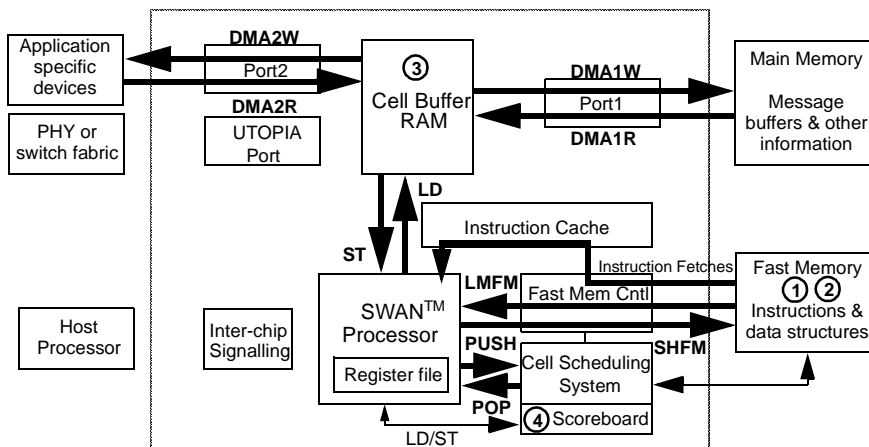 Application
specific
devices
DMA2W
Port2
DMA2R
3
Cell Buffer
RAM
DMA1W
Port1
DMA1R
Main Memory
Message
buffers & other
information
PHY or
switch fabric
UTOPIA
Port
LD
ST
Instruction Cache
Instruction Fetches
LMFM
Fast Mem Cntl
SHFM
Fast Memory
1 2
Instructions &
data structures
Host
Processor
Inter-chip
Signalling
SWAN™
Processor
Register file
PUSH
POP
Cell Scheduling
System
4 Scoreboard
LD/ST